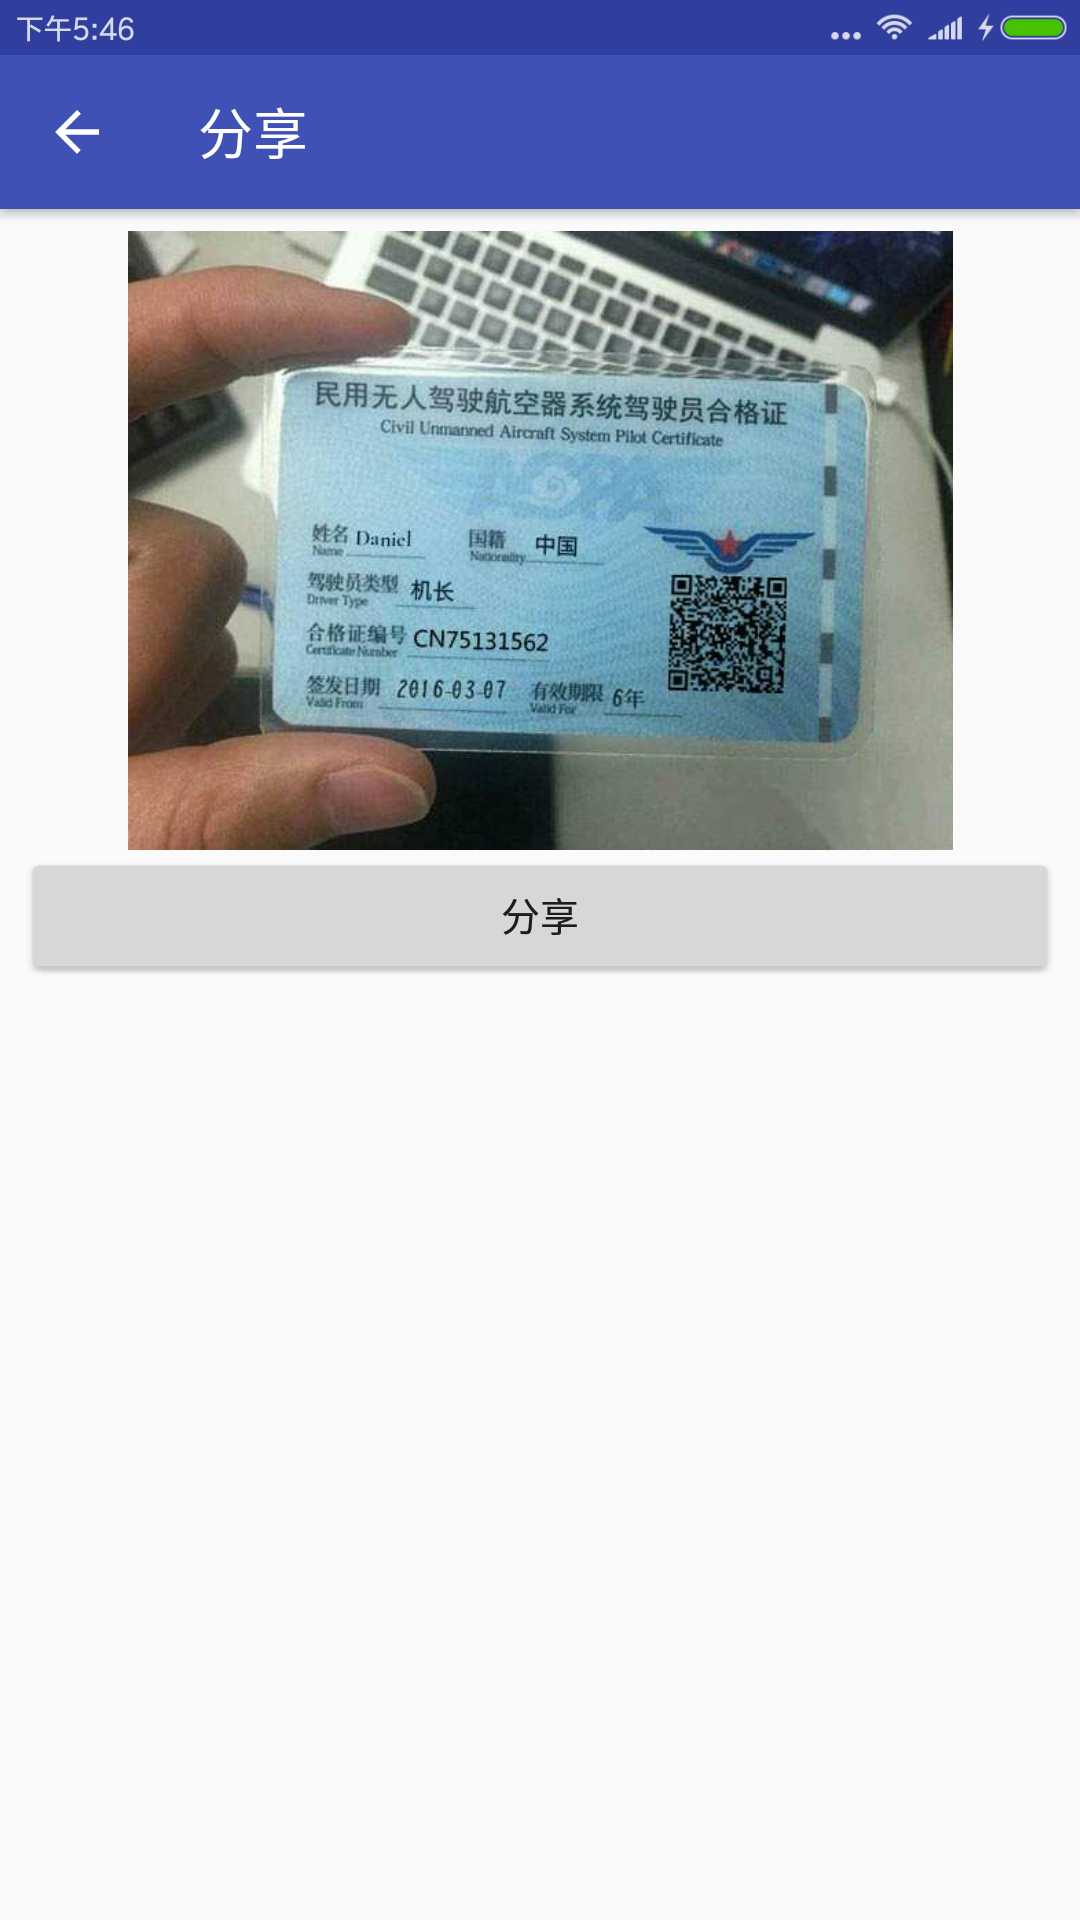 下午5:46
分享
民用无人驾驶航空器系统驾驶员合格证
Civil Unmanned Aircraft System Pilot Certificate
姓名 Daniel 国籍 中国
Name Nationality
驾驶员类型 机长
Driver Type
合格证编号 CN75131562
Certificate Number
签发日期 2016-03-07 有效期限 6年
Valid From Valid For
分享